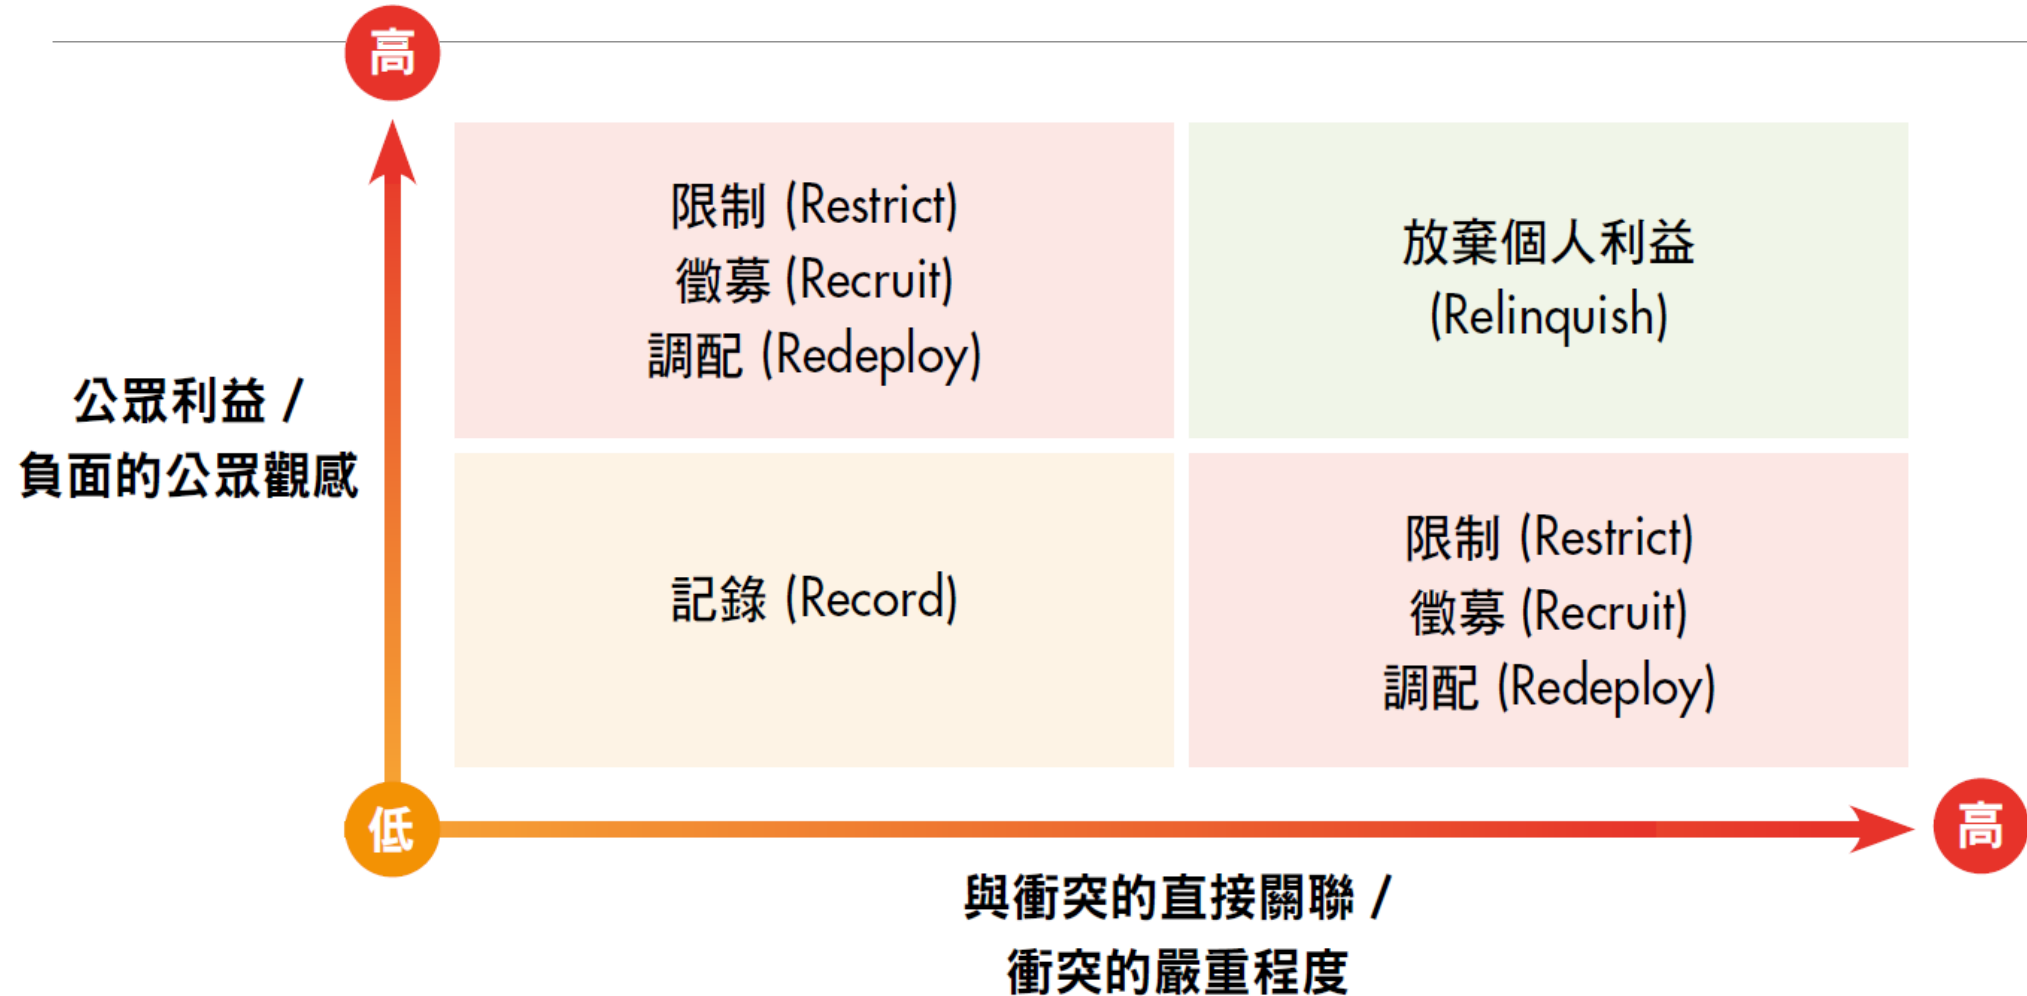 高
限制 (Restrict)
徵募 (Recruit)
調配 (Redeploy)
放棄個人利益
(Relinquish)
公眾利益 /
負面的公眾觀感
記錄 (Record)
限制 (Restrict)
徵募 (Recruit)
調配 (Redeploy)
低
高
與衝突的直接關聯 /
衝突的嚴重程度